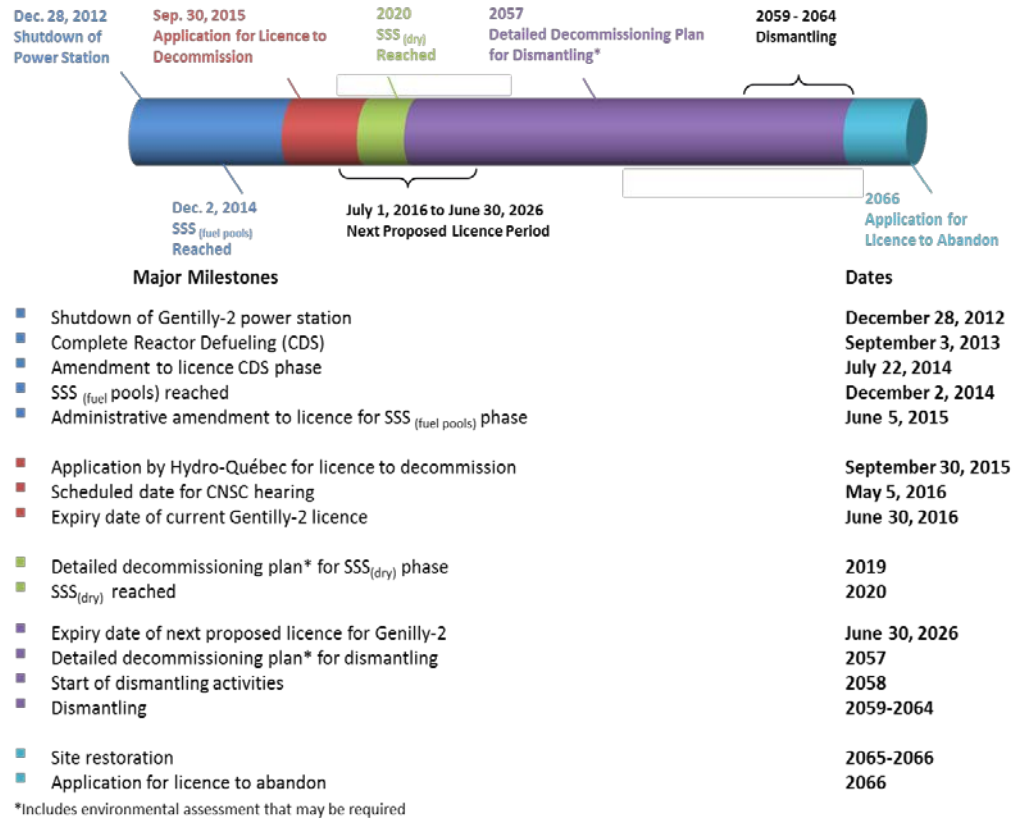 Dec. 28, 2012
Shutdown of
Power Station
Sep. 30, 2015
Application for Licence to
Decommission
2020
SSS (dry)
Reached
2057
Detailed Decommissioning Plan
for Dismantling*
2059 - 2064
Dismantling
Dec. 2, 2014
SSS (fuel pools)
Reached
July 1, 2016 to June 30, 2026
Next Proposed Licence Period
2066
Application for
Licence to Abandon
Major Milestones Dates
Shutdown of Gentilly-2 power station December 28, 2012
Complete Reactor Defueling (CDS) September 3, 2013
Amendment to licence CDS phase July 22, 2014
SSS (fuel pools) reached December 2, 2014
Administrative amendment to licence for SSS (fuel pools) phase June 5, 2015
Application by Hydro-Québec for licence to decommission September 30, 2015
Scheduled date for CNSC hearing May 5, 2016
Expiry date of current Gentilly-2 licence June 30, 2016
Detailed decommissioning plan* for SSS(dry) phase 2019
SSS(dry) reached 2020
Expiry date of next proposed licence for Genilly-2 June 30, 2026
Detailed decommissioning plan* for dismantling 2057
Start of dismantling activities 2058
Dismantling 2059-2064
Site restoration 2065-2066
Application for licence to abandon 2066
*Includes environmental assessment that may be required